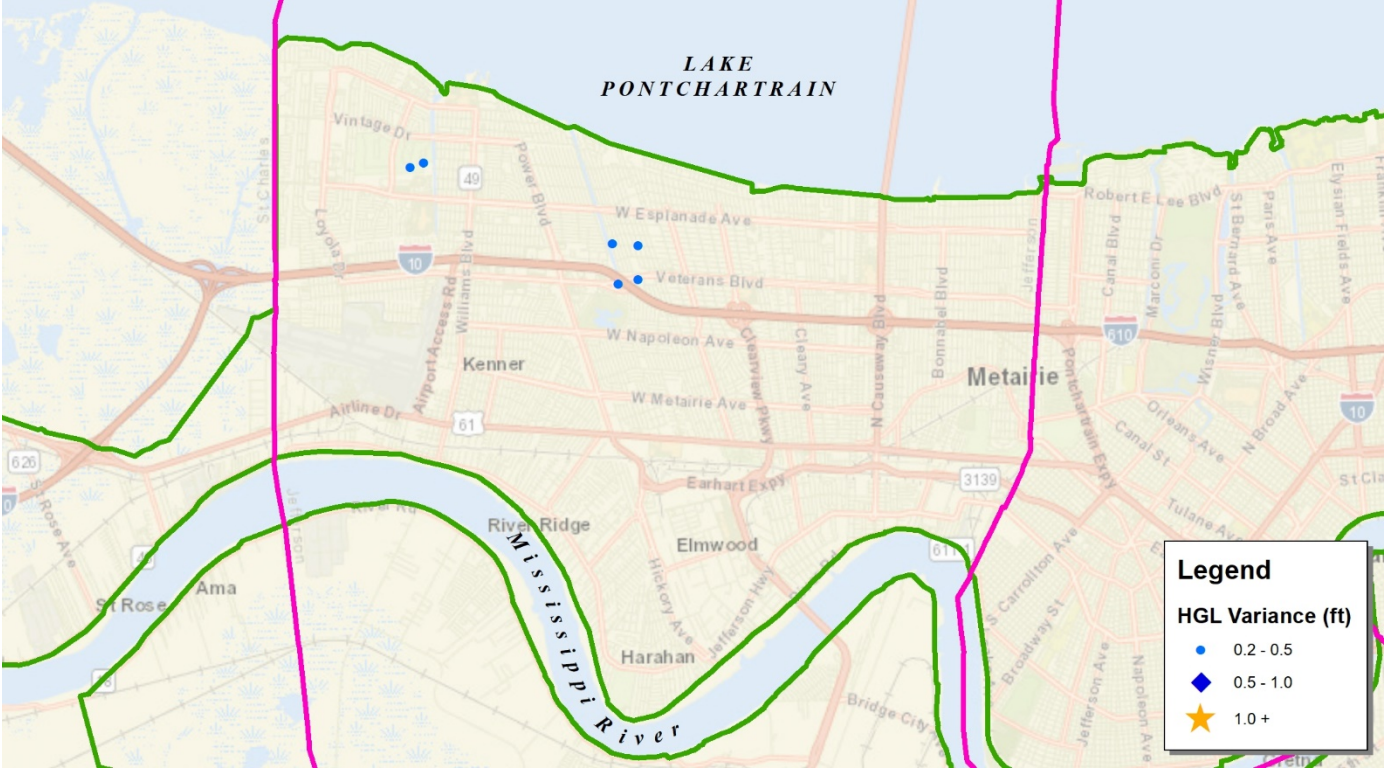 LAKE
PONTCHARTRAIN
Vintage Dr
St Charles
49
Power Blvd
Robert E Lee Blvd
St Bernard Ave
Paris Ave
Elysian Fields Ave
W Esplanade Ave
Loyola Dr
Jefferson
Canal Blvd
Marconi Dr
10
Williams Blvd
Veterans Blvd
Bonnabel Blvd
N Causeway Blvd
Wisner Blvd
610
Airport Access Rd
W Napoleon Ave
Clearview Pkwy
Cleary Ave
Kenner
Metairie
Pontchartrain Expy
W Metairie Ave
Airline Dr
61
Orleans Ave
N Broad Ave
10
Canal St
626
3139
St Rose Ave
Jefferson
River Rd
Earhart Expy
Tulane Ave
River Ridge
Elmwood
Mississippi River
Hickory Ave
Jefferson Hwy
S Carrollton Ave
Broadway St
Ama
St Rose
Harahan
Bridge City Ave
Jefferson Ave
Napoleon Ave
Gretna
Legend
HGL Variance (ft)
0.2 - 0.5
0.5 - 1.0
1.0 +